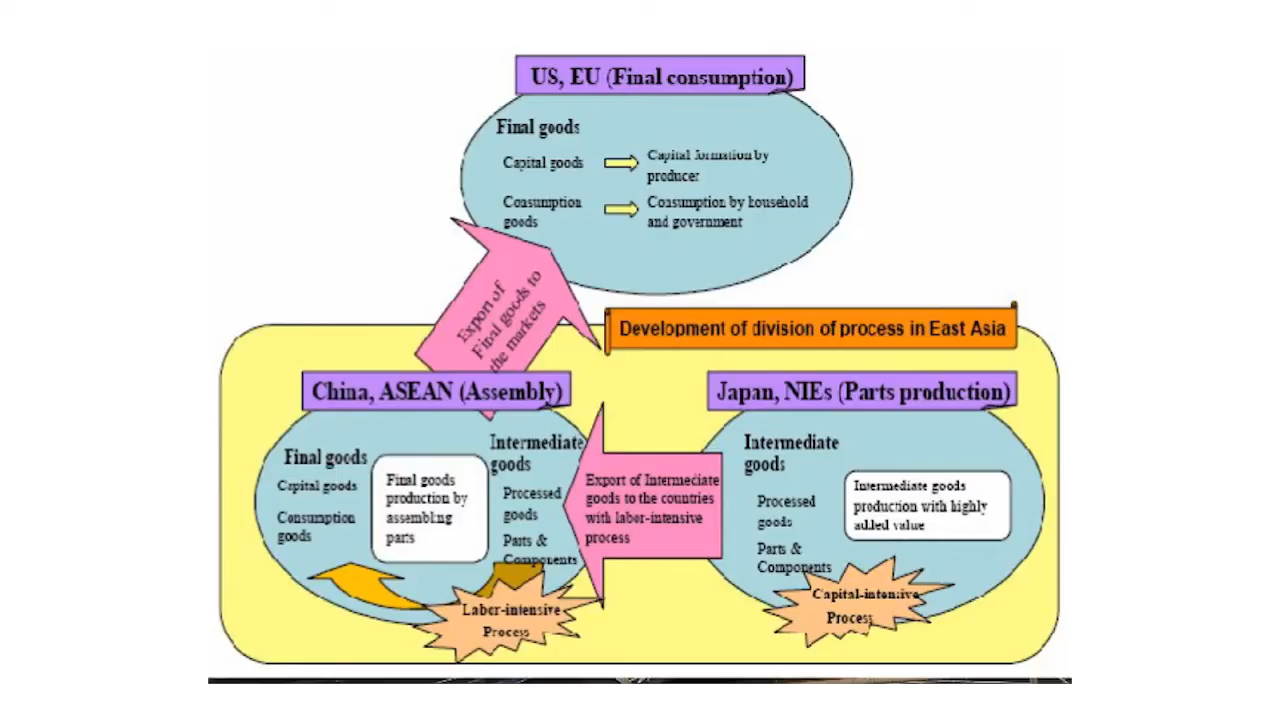 US, EU (Final consumption)
Final goods
Capital goods
Capital formation by
producer
Consumption
goods
Consumption by household
and government
Export of
Final goods to
the markets
Development of division of process in East Asia
China, ASEAN (Assembly)
Final goods
Capital goods
Consumption
goods
Final goods
production by
assembling
parts
Intermediate
goods
Processed
goods
Parts &
Components
Laber-intensive
Process
Export of Intermeciate
goods to the countries
with laber-intensive
process
Japan, NIEs (Parts production)
Intermediate
goods
Processed
goods
Parts &
Components
Intermediate goods
production with highly
added value
Capital-intensive
Process